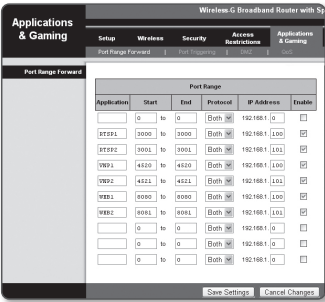 Wireless-G Broadband Router with Sp
Applications & Gaming
Setup Wireless Security Access Restrictions Applications & Gaming
Port Range Forward | Port Triggering | DMZ | QoS
Port Range Forward
Port Range
Application Start End Protocol IP Address Enable
0 to 0 Both 192.168.1. 0
RTSP1 3000 to 3000 Both 192.168.1. 100
RTSP2 3001 to 3001 Both 192.168.1. 101
VNP1 4520 to 4520 Both 192.168.1. 100
VNP2 4521 to 4521 Both 192.168.1. 101
WEB1 8080 to 8080 Both 192.168.1. 100
WEB2 8081 to 8081 Both 192.168.1. 101
0 to 0 Both 192.168.1. 0
0 to 0 Both 192.168.1. 0
0 to 0 Both 192.168.1. 0
Save Settings Cancel Changes